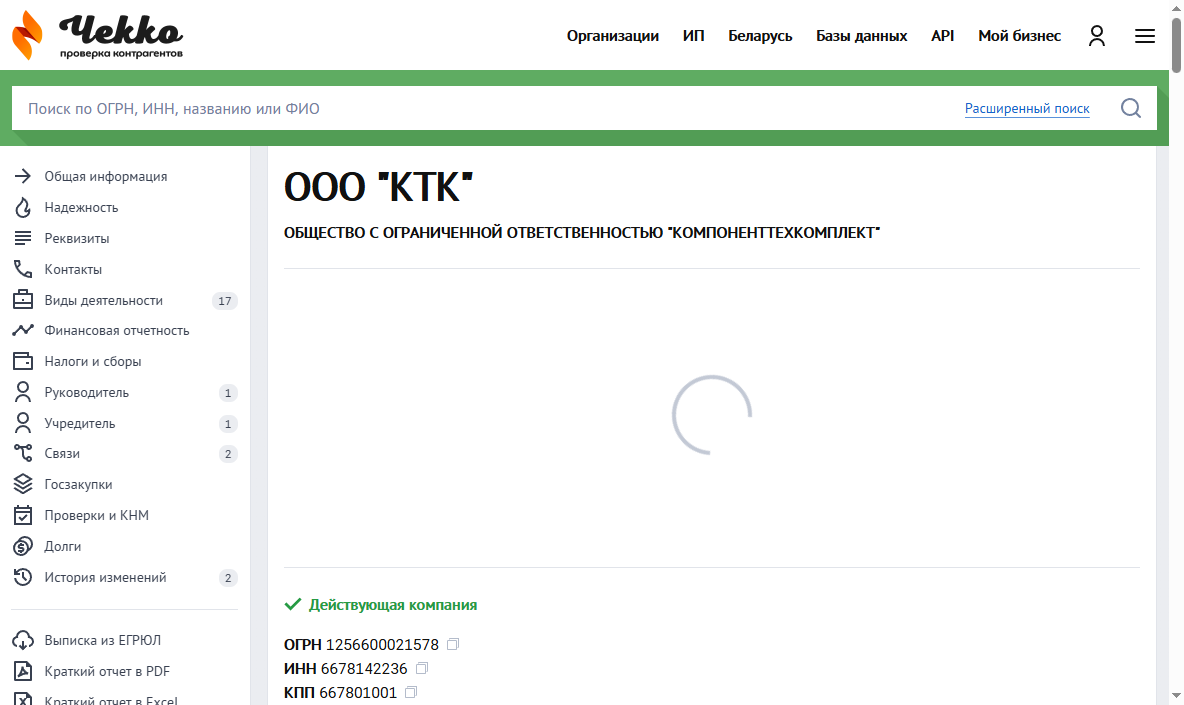 Чекко
проверка контрагентов
Организации ИП Беларусь Базы данных API Мой бизнес
Поиск по ОГРН, ИНН, названию или ФИО
Расширенный поиск
Общая информация
Надежность
Реквизиты
Контакты
Виды деятельности 17
Финансовая отчетность
Налоги и сборы
Руководитель 1
Учредитель 1
Связи 2
Госзакупки
Проверки и КНМ
Долги
История изменений 2
Выписка из ЕГРЮЛ
Краткий отчет в PDF
Краткий отчет в Excel
ООО "КТК"
ОБЩЕСТВО С ОГРАНИЧЕННОЙ ОТВЕТСТВЕННОСТЬЮ "КОМПОНЕНТТЕХКОМПЛЕКТ"
Действующая компания
ОГРН 1256600021578
ИНН 6678142236
КПП 667801001